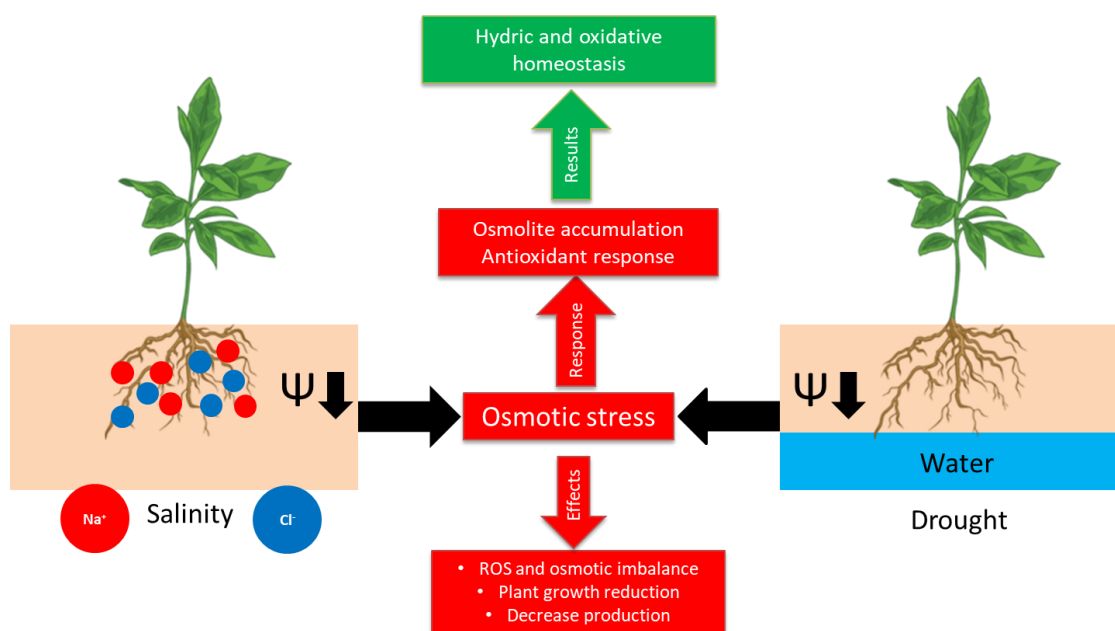 Hydric and oxidative
homeostasis
Results
Osmolite accumulation
Antioxidant response
Response
Ψ
Osmotic stress
Ψ
Water
Effects
Na⁺
Salinity
Cl⁻
Drought
• ROS and osmotic imbalance
• Plant growth reduction
• Decrease production